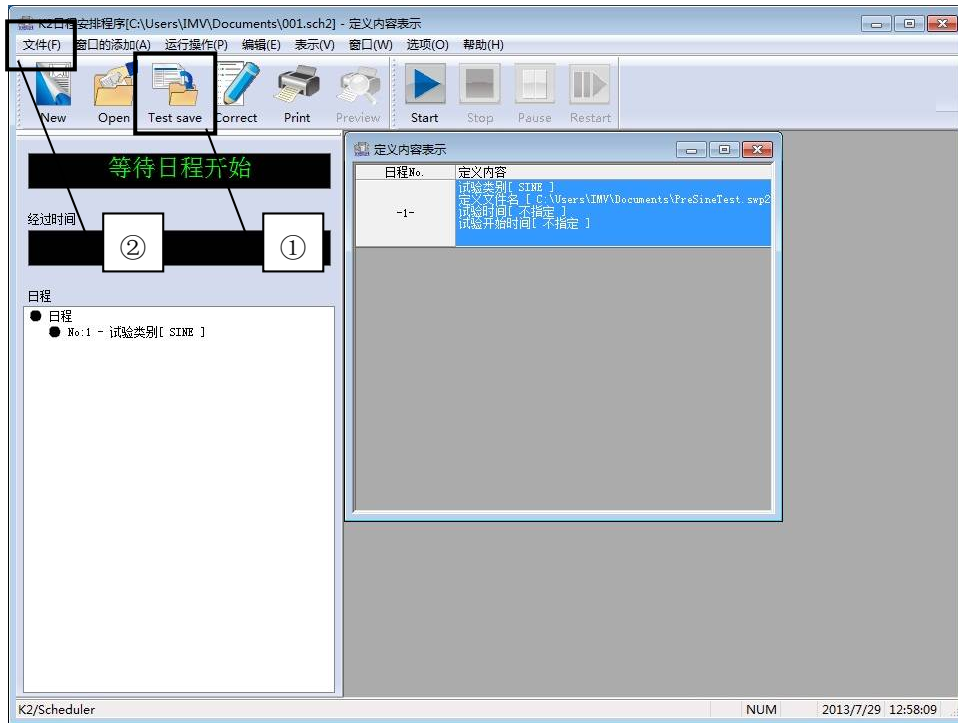 K2日程安排程序[C:\Users\IMV\Documents\001.sch2] - 定义内容表示
文件(F) 窗口的添加(A) 运行操作(P) 编辑(E) 表示(V) 窗口(W) 选项(O) 帮助(H)
New Open Test save Correct Print Preview Start Stop Pause Restart
等待日程开始
经过时间
② ①
日程
日程
No:1 - 试验类别[ SINE ]
定义内容表示
日程No. 定义内容
-1-
试验类别[ SINE ]
定义文件名 [ C:\Users\IMV\Documents\PreSineTest.swp2
试验时间[ 不指定 ]
试验开始时间[ 不指定 ]
K2/Scheduler NUM 2013/7/29 12:58:09